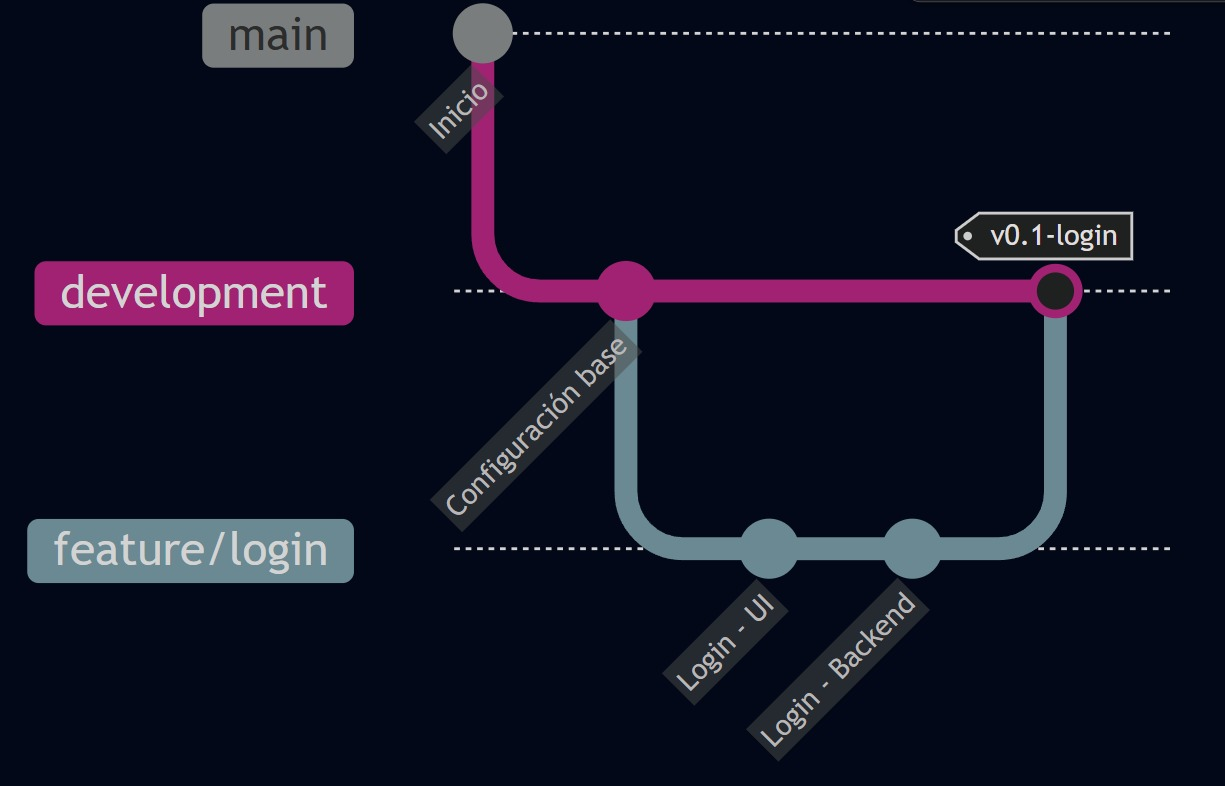 main
Inicio
v0.1-login
development
Configuración base
feature/login
Login - UI
Login - Backend